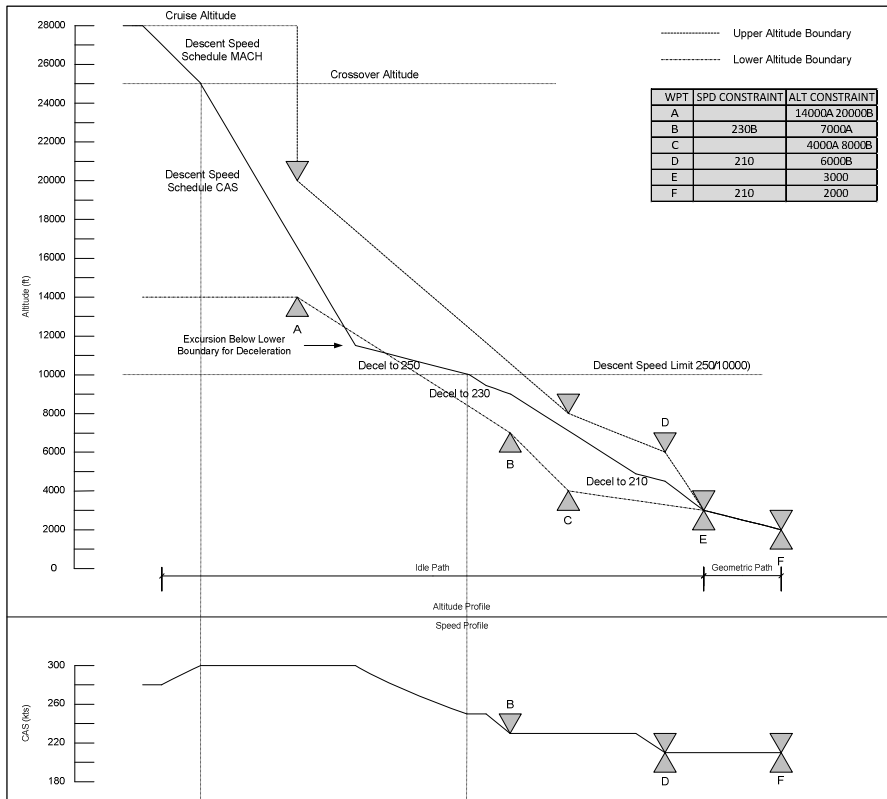 28000
26000
24000
22000
20000
18000
16000
14000
12000
10000
8000
6000
4000
2000
0
Altitude (ft)
Cruise Altitude
Descent Speed
Schedule MACH
Crossover Altitude
Descent Speed
Schedule CAS
Upper Altitude Boundary
Lower Altitude Boundary
WPT SPD CONSTRAINT ALT CONSTRAINT
A 14000A 20000B
B 230B 7000A
C 4000A 8000B
D 210 6000B
E 3000
F 210 2000
A
Excursion Below Lower
Boundary for Deceleration
Decel to 250
Descent Speed Limit 250/10000)
Decel to 230
D
B
Decel to 210
C
E
F
Idle Path
Geometric Path
Altitude Profile
Speed Profile
300
260
220
180
CAS (kts)
B
D
F